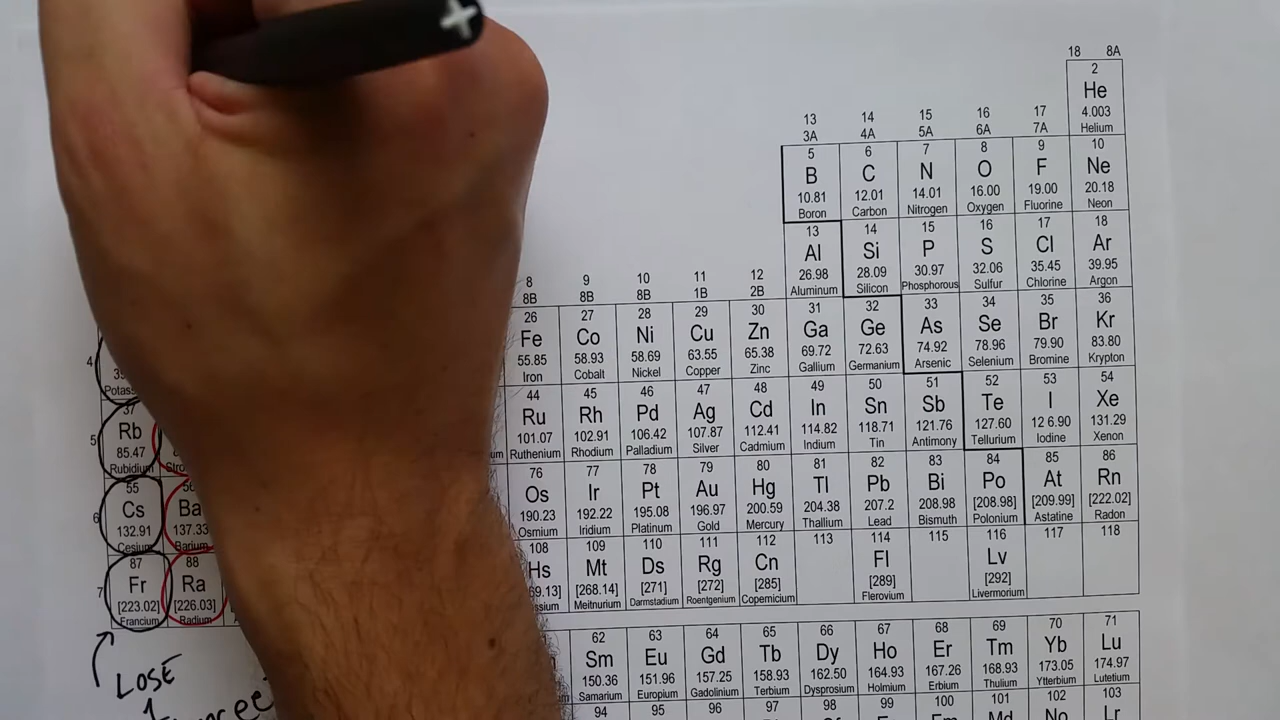 18 8A
2
He
4.003
Helium
13 14 15 16 17
3A 4A 5A 6A 7A
5 6 7 8 9 10
B C N O F Ne
10.81 12.01 14.01 16.00 19.00 20.18
Boron Carbon Nitrogen Oxygen Fluorine Neon
13 14 15 16 17 18
Al Si P S Cl Ar
26.98 28.09 30.97 32.06 35.45 39.95
Aluminum Silicon Phosphorous Sulfur Chlorine Argon
8 9 10 11 12
8B 8B 8B 1B 2B
26 27 28 29 30 31 32 33 34 35 36
4 Fe Co Ni Cu Zn Ga Ge As Se Br Kr
55.85 58.93 58.69 63.55 65.38 69.72 72.63 74.92 78.96 79.90 83.80
Iron Cobalt Nickel Copper Zinc Gallium Germanium Arsenic Selenium Bromine Krypton
37 44 45 46 47 48 49 50 51 52 53 54
5 Rb Ru Rh Pd Ag Cd In Sn Sb Te I Xe
85.47 101.07 102.91 106.42 107.87 112.41 114.82 118.71 121.76 127.60 12 6.90 131.29
Rubidium Ruthenium Rhodium Palladium Silver Cadmium Indium Tin Antimony Tellurium Iodine Xenon
55 56 76 77 78 79 80 81 82 83 84 85 86
6 Cs Ba Os Ir Pt Au Hg Tl Pb Bi Po At Rn
132.91 137.33 190.23 192.22 195.08 196.97 200.59 204.38 207.2 208.98 [208.98] [209.99] [222.02]
Cesium Barium Osmium Iridium Platinum Gold Mercury Thallium Lead Bismuth Polonium Astatine Radon
87 88 108 109 110 111 112 113 114 115 116 117 118
7 Fr Ra Hs Mt Ds Rg Cn Fl Lv
[223.02] [226.03] [268.14] [271] [272] [285] [289] [292]
Francium Radium Meitnurium Darmstadium Roentgenium Copernicium Flerovium Livermorium
LOSE
1
62 63 64 65 66 67 68 69 70 71
Sm Eu Gd Tb Dy Ho Er Tm Yb Lu
150.36 151.96 157.25 158.93 162.50 164.93 167.26 168.93 173.05 174.97
Samarium Europium Gadolinium Terbium Dysprosium Holmium Erbium Thulium Ytterbium Lutetium
94 95 96 97 98 99 100 101 102 103
Md No Lr